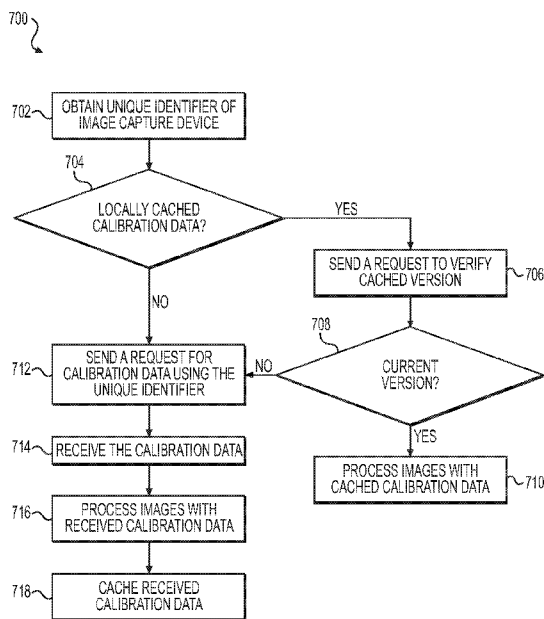 700
702
OBTAIN UNIQUE IDENTIFIER OF
IMAGE CAPTURE DEVICE
704
LOCALLY CACHED
CALIBRATION DATA?
YES
NO
SEND A REQUEST TO VERIFY
CACHED VERSION
706
708
CURRENT
VERSION?
NO
YES
712
SEND A REQUEST FOR
CALIBRATION DATA USING THE
UNIQUE IDENTIFIER
714
RECEIVE THE CALIBRATION DATA
PROCESS IMAGES WITH
CACHED CALIBRATION DATA
710
716
PROCESS IMAGES WITH
RECEIVED CALIBRATION DATA
718
CACHE RECEIVED
CALIBRATION DATA